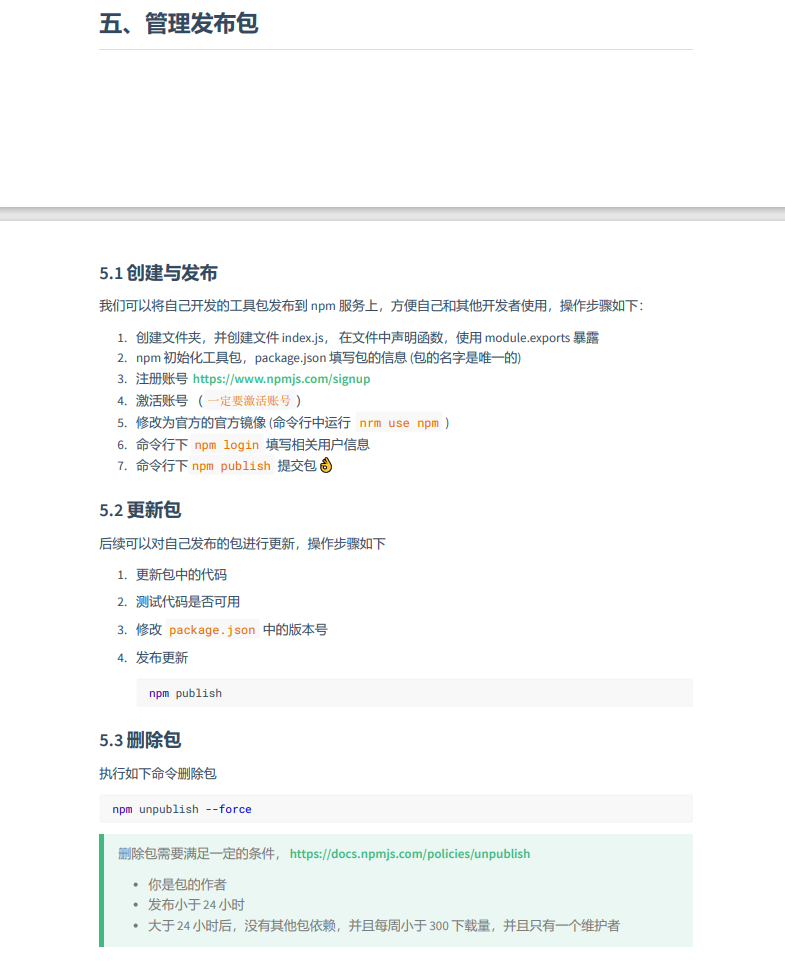 五、管理发布包
5.1 创建与发布
我们可以将自己开发的工具包发布到 npm 服务上，方便自己和其他开发者使用，操作步骤如下：
1. 创建文件夹，并创建文件 index.js， 在文件中声明函数，使用 module.exports 暴露
2. npm 初始化工具包，package.json 填写包的信息 (包的名字是唯一的)
3. 注册账号 https://www.npmjs.com/signup
4. 激活账号 （ 一定要激活账号 ）
5. 修改为官方的官方镜像 (命令行中运行 nrm use npm )
6. 命令行下 npm login 填写相关用户信息
7. 命令行下 npm publish 提交包 👌
5.2 更新包
后续可以对自己发布的包进行更新，操作步骤如下
1. 更新包中的代码
2. 测试代码是否可用
3. 修改 package.json 中的版本号
4. 发布更新
npm publish
5.3 删除包
执行如下命令删除包
npm unpublish --force
删除包需要满足一定的条件， https://docs.npmjs.com/policies/unpublish
• 你是包的作者
• 发布小于 24 小时
• 大于 24 小时后，没有其他包依赖，并且每周小于 300 下载量，并且只有一个维护者